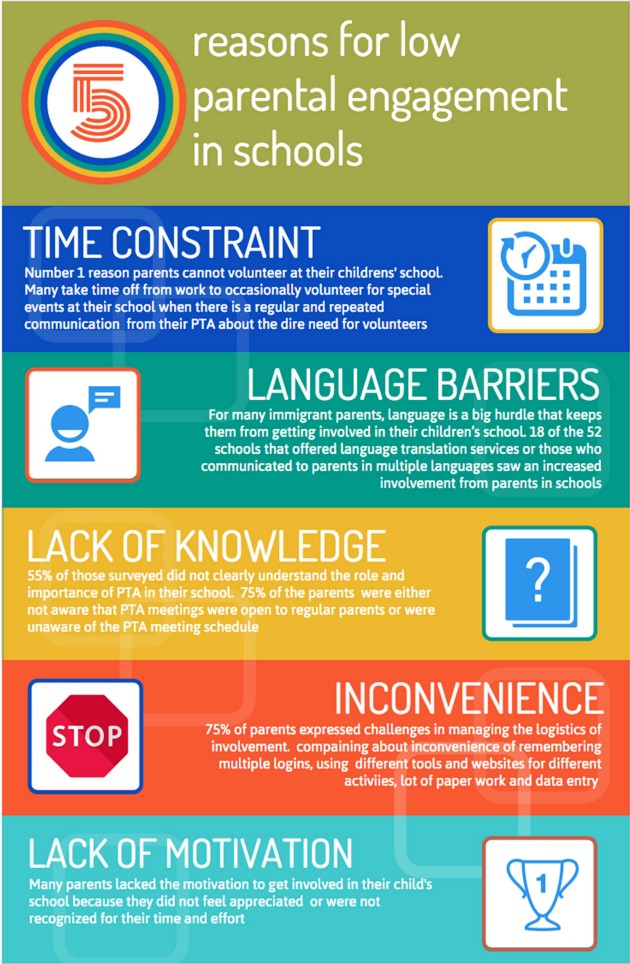 5
reasons for low
parental engagement
in schools
TIME CONSTRAINT
Number 1 reason parents cannot volunteer at their childrens' school.
Many take time off from work to occasionally volunteer for special
events at their school when there is a regular and repeated
communication from their PTA about the dire need for volunteers
LANGUAGE BARRIERS
For many immigrant parents, language is a big hurdle that keeps
them from getting involved in their children's school. 18 of the 52
schools that offered language translation services or those who
communicated to parents in multiple languages saw an increased
involvement from parents in schools
LACK OF KNOWLEDGE
55% of those surveyed did not clearly understand the role and
importance of PTA in their school. 75% of the parents were either
not aware that PTA meetings were open to regular parents or were
unaware of the PTA meeting schedule
?
INCONVENIENCE
STOP
75% of parents expressed challenges in managing the logistics of
involvement. compaining about inconvenience of remembering
multiple logins, using different tools and websites for different
activiies, lot of paper work and data entry
LACK OF MOTIVATION
Many parents lacked the motivation to get involved in their child's
school because they did not feel appreciated or were not
recognized for their time and effort
1